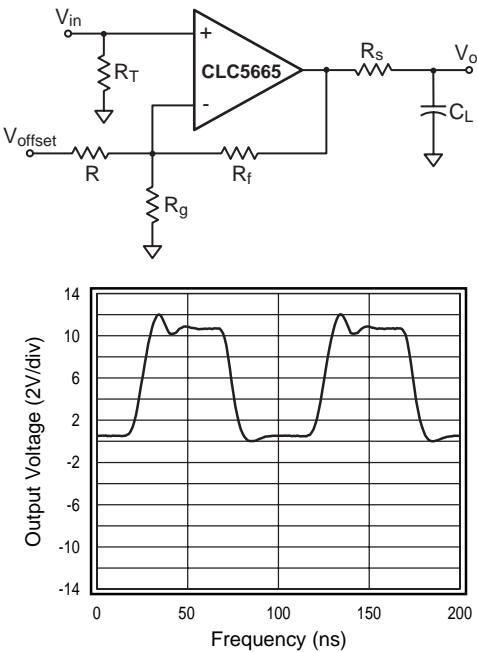 Vin
+
CLC5665
-
RT
Rs
Vo
CL
Voffset
R
Rf
Rg
14
10
6
2
-2
-6
-10
-14
Output Voltage (2V/div)
0 50 100 150 200
Frequency (ns)